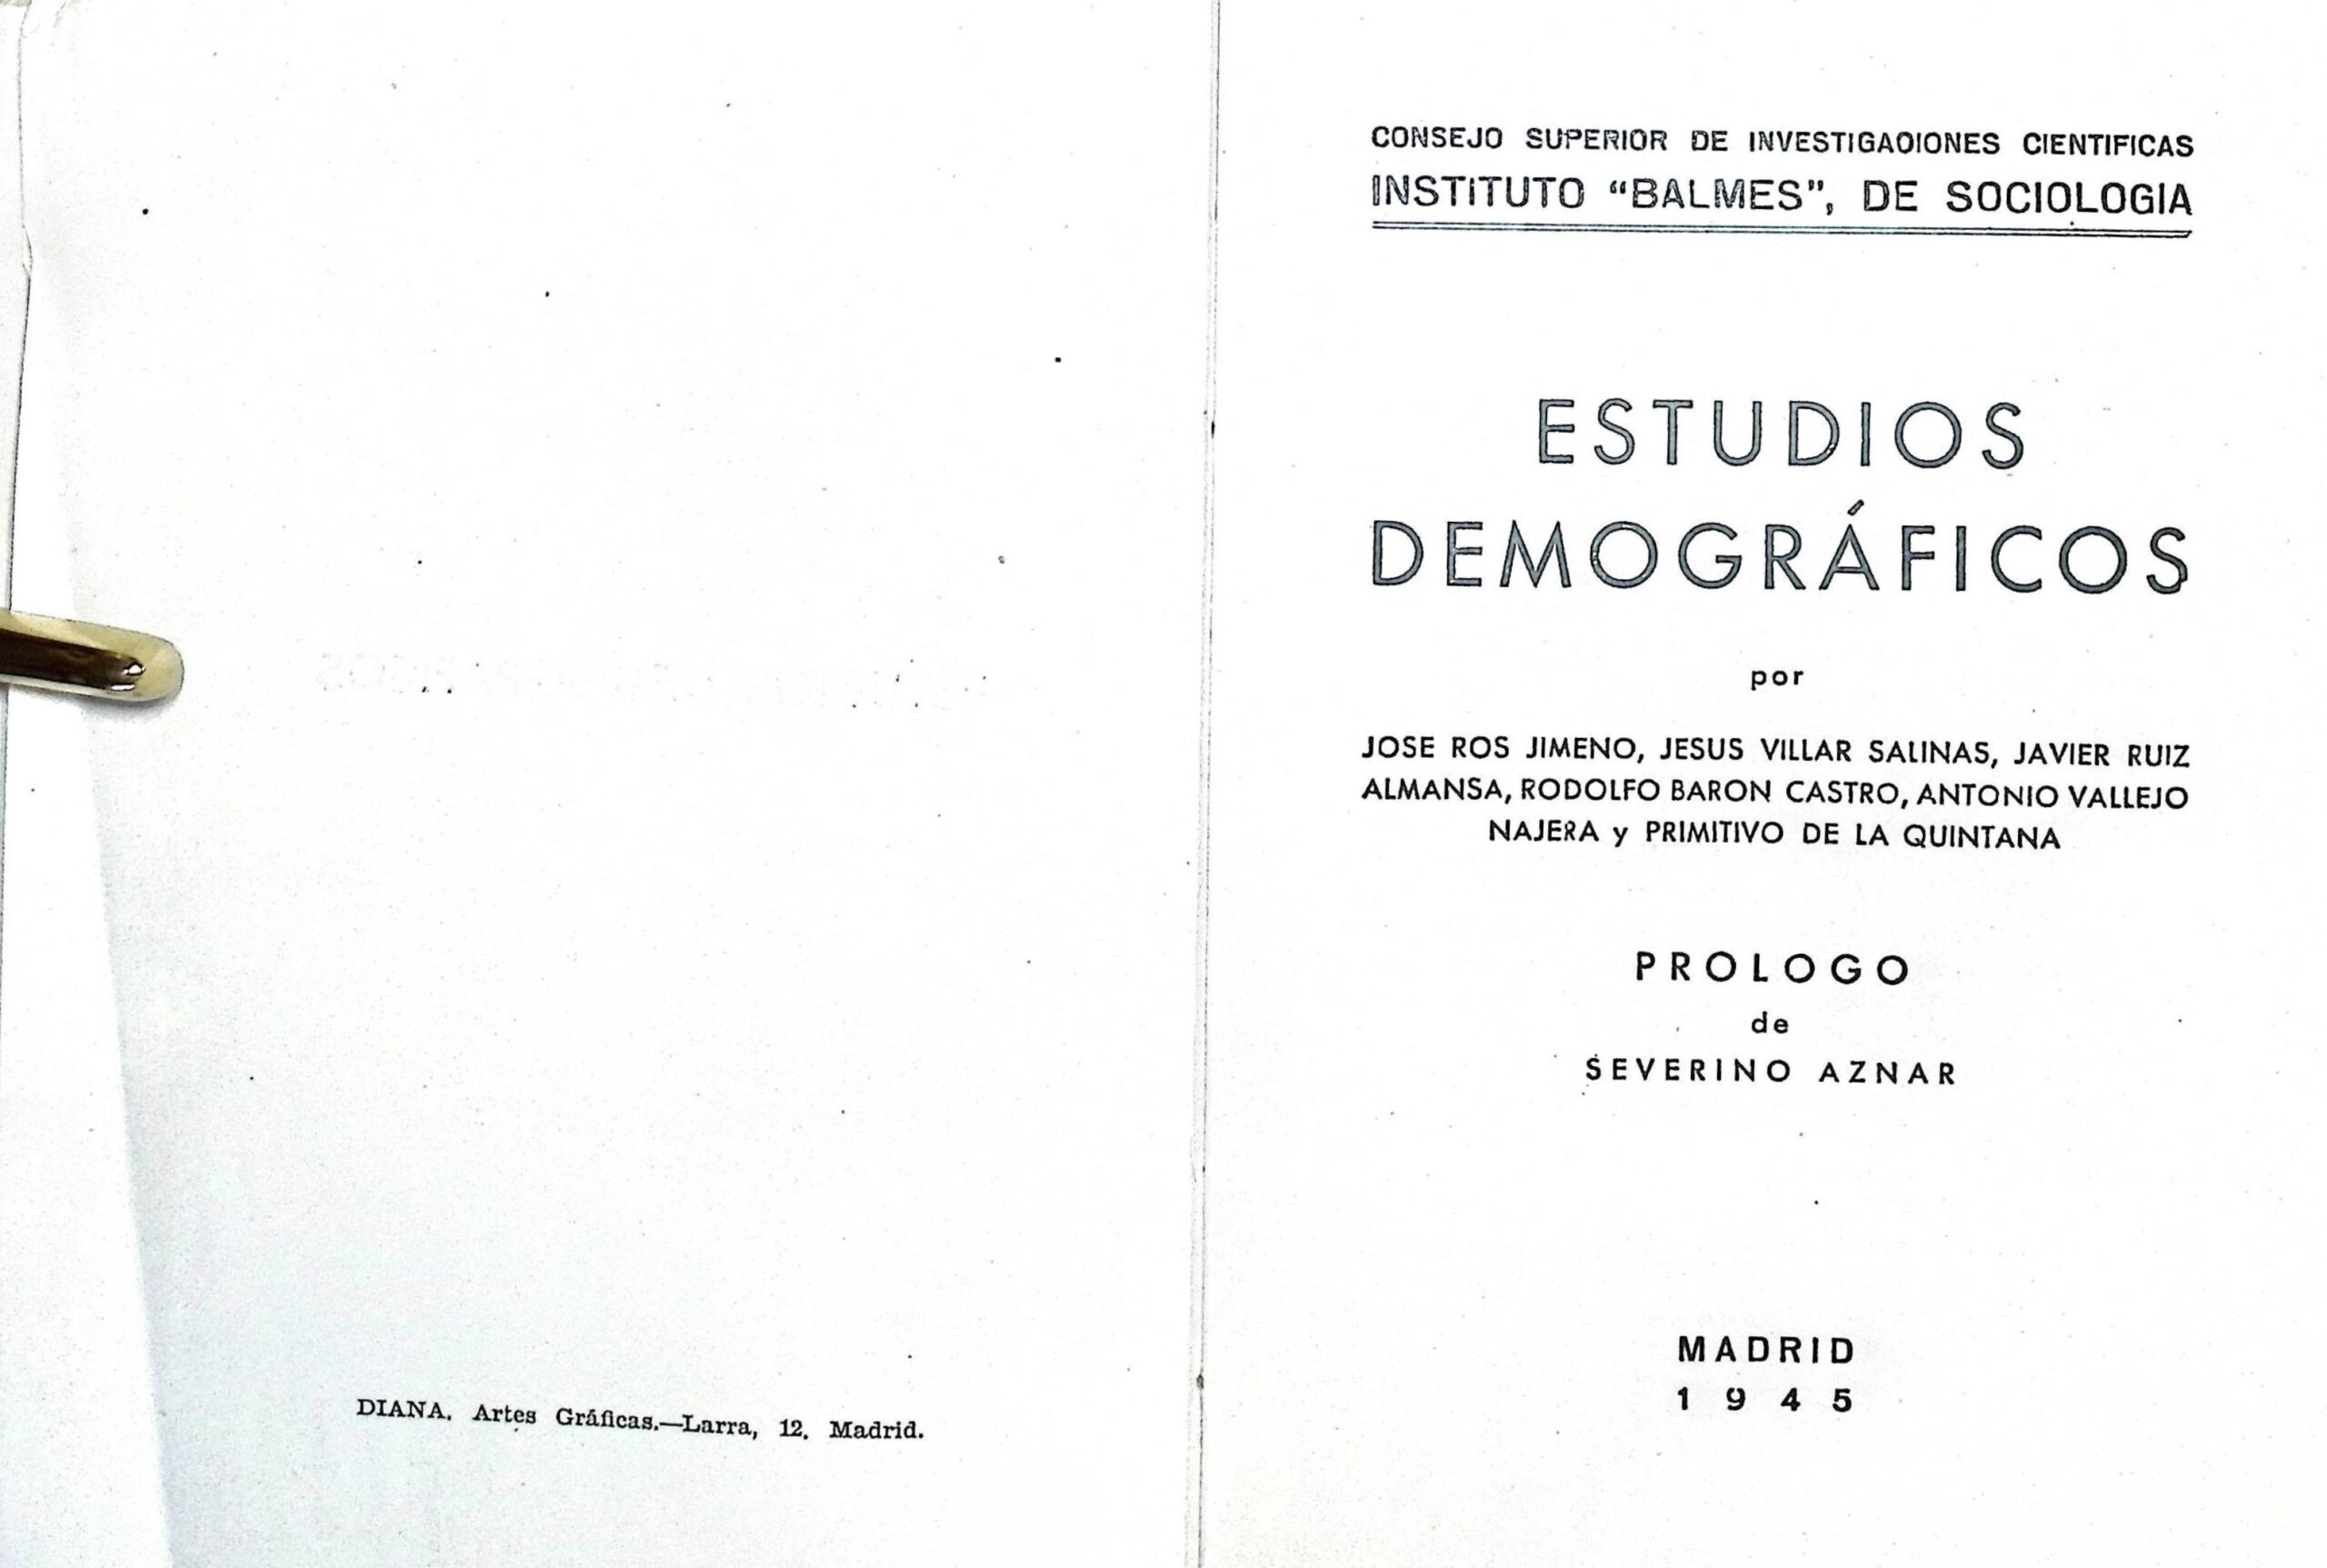 DIANA. Artes Gráficas.—Larra, 12. Madrid.
CONSEJO SUPERIOR DE INVESTIGACIONES CIENTIFICAS
INSTITUTO “BALMES”, DE SOCIOLOGIA
ESTUDIOS
DEMOGRÁFICOS
por
JOSE ROS JIMENO, JESUS VILLAR SALINAS, JAVIER RUIZ
ALMANSA, RODOLFO BARON CASTRO, ANTONIO VALLEJO
NAJERA y PRIMITIVO DE LA QUINTANA
PROLOGO
de
SEVERINO AZNAR
MADRID
1945